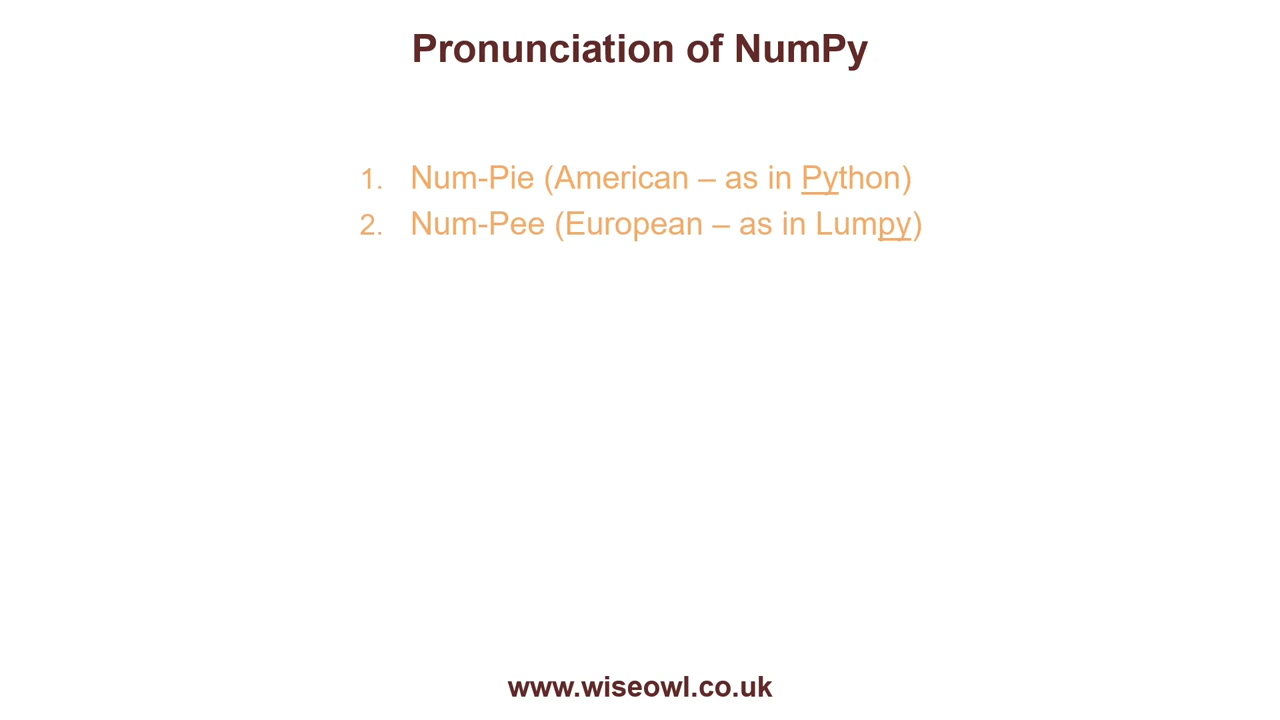 Pronunciation of NumPy
1. Num-Pie (American – as in Python)
2. Num-Pee (European – as in Lumpy)
www.wiseowl.co.uk